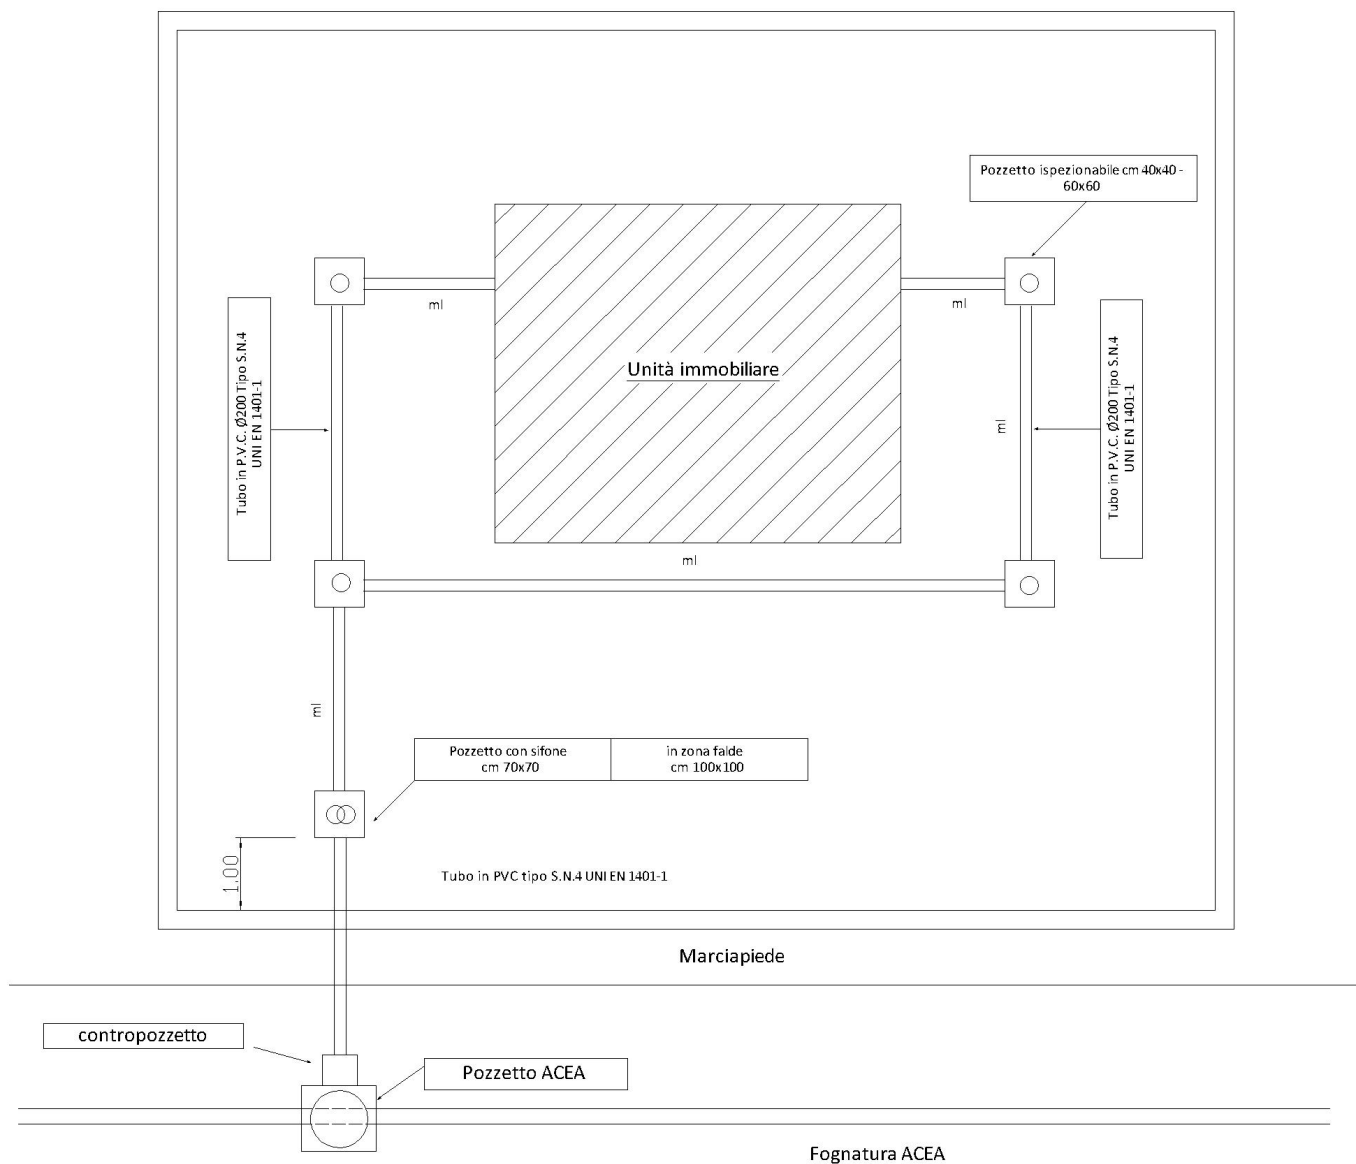 Pozzetto ispezionabile cm 40x40 -
60x60
ml
ml
Tubo in P.V.C. Ø200 Tipo S.N.4
UNI EN 1401-1
Unità immobiliare
ml
Tubo in P.V.C. Ø200 Tipo S.N.4
UNI EN 1401-1
ml
ml
Pozzetto con sifone
cm 70x70
in zona falde
cm 100x100
1,00
Tubo in PVC tipo S.N.4 UNI EN 1401-1
Marciapiede
contropozzetto
Pozzetto ACEA
Fognatura ACEA